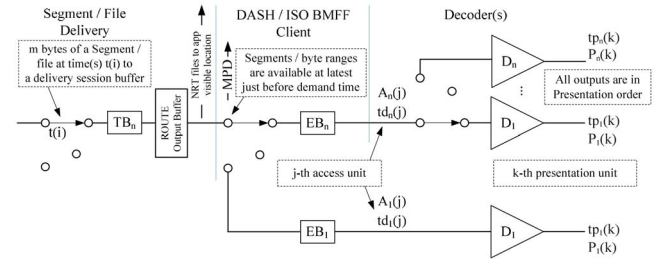 Segment / File
Delivery
DASH / ISO BMFF
Client
Decoder(s)
m bytes of a Segment /
file at time(s) t(i) to
a delivery session buffer
NRT files to app
visible location
MPD
Segments / byte ranges
are available at latest
just before demand time
t(i)
TBn
ROUTE
Output Buffer
EBn
An(j)
tdn(j)
Dn
tpn(k)
Pn(k)
⋮
All outputs are in
Presentation order
D1
tp1(k)
P1(k)
j-th access unit
k-th presentation unit
A1(j)
td1(j)
EB1
D1
tp1(k)
P1(k)